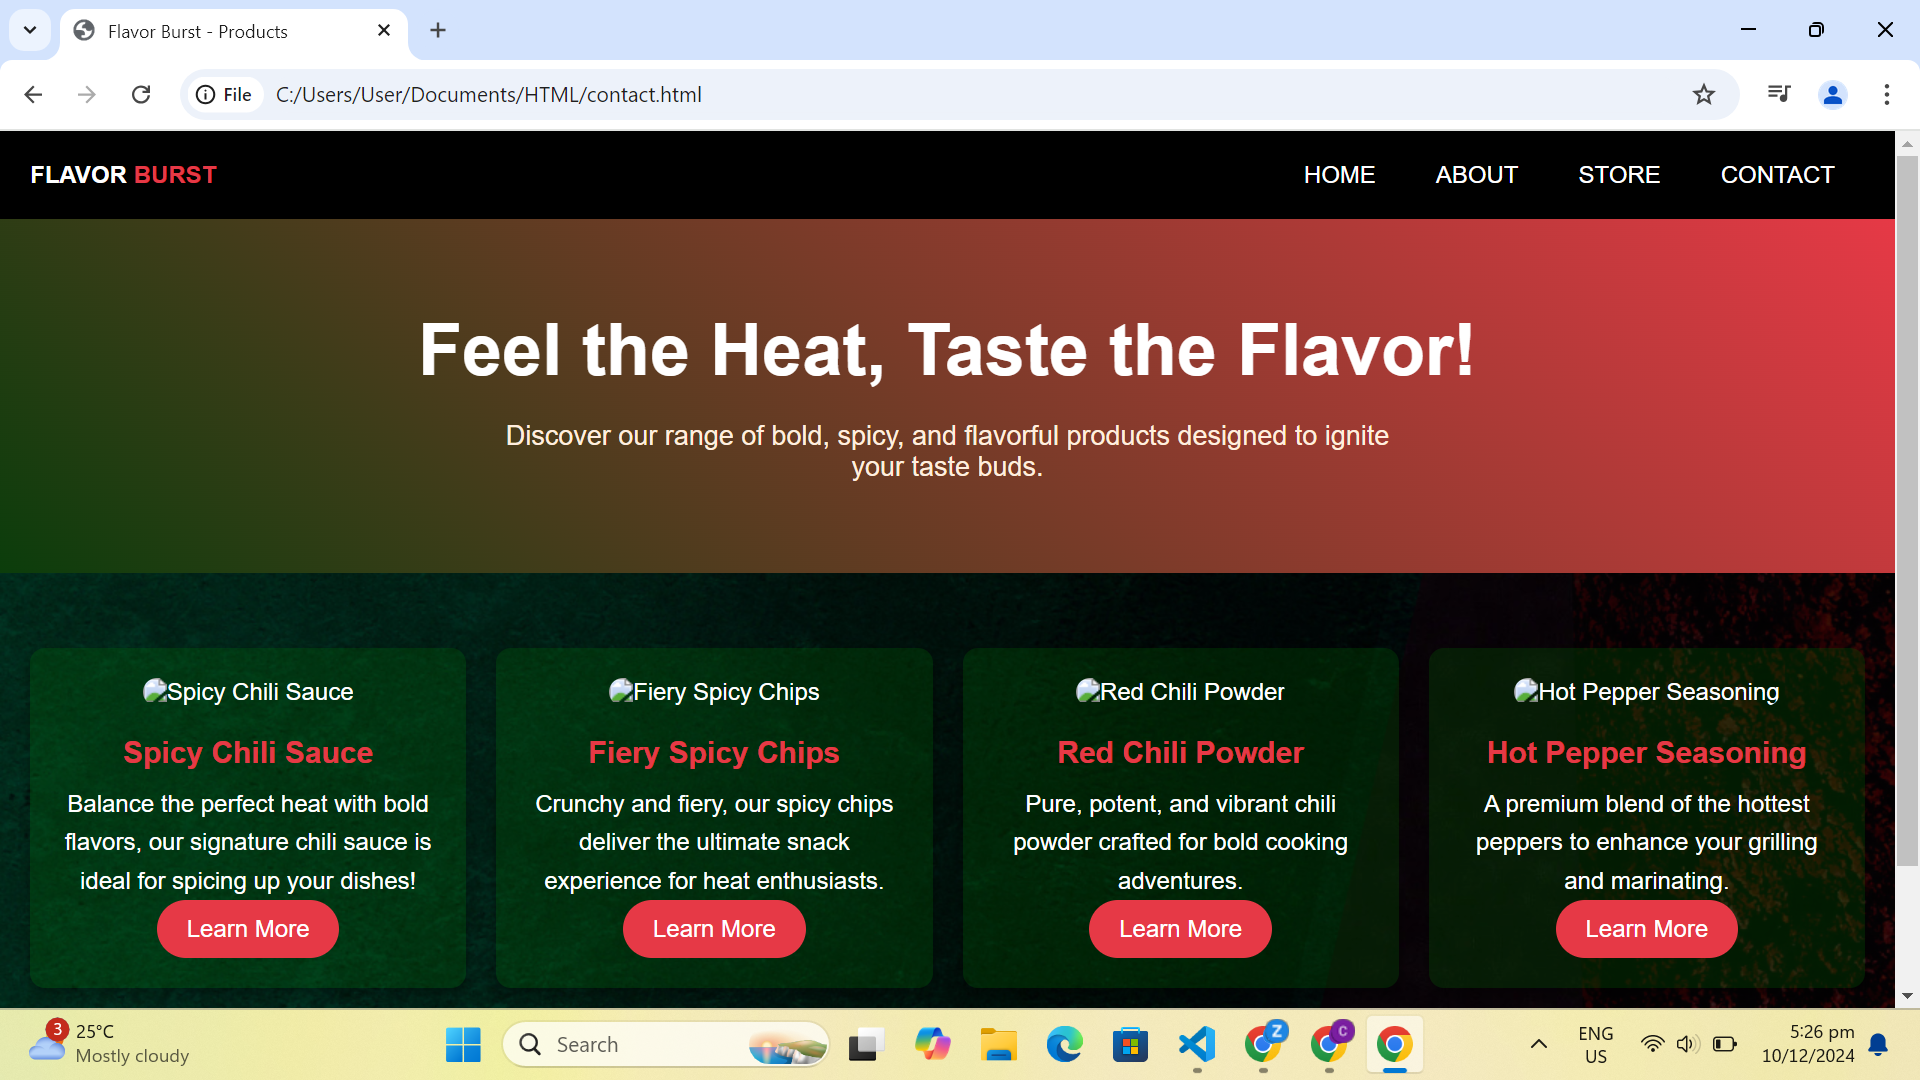 Flavor Burst - Products
File C:/Users/User/Documents/HTML/contact.html
FLAVOR BURST HOME ABOUT STORE CONTACT
Feel the Heat, Taste the Flavor!
Discover our range of bold, spicy, and flavorful products designed to ignite
your taste buds.
Spicy Chili Sauce
Spicy Chili Sauce
Balance the perfect heat with bold
flavors, our signature chili sauce is
ideal for spicing up your dishes!
Learn More
Fiery Spicy Chips
Fiery Spicy Chips
Crunchy and fiery, our spicy chips
deliver the ultimate snack
experience for heat enthusiasts.
Learn More
Red Chili Powder
Red Chili Powder
Pure, potent, and vibrant chili
powder crafted for bold cooking
adventures.
Learn More
Hot Pepper Seasoning
Hot Pepper Seasoning
A premium blend of the hottest
peppers to enhance your grilling
and marinating.
Learn More
3
25°C
Mostly cloudy
Search
Z
C
ENG
US
5:26 pm
10/12/2024